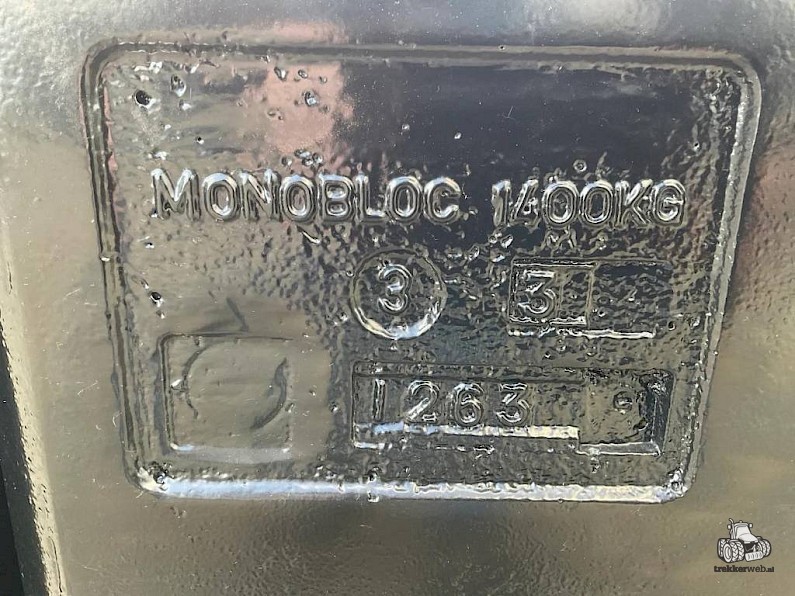 MONOBLOC 1400KG
3 3
1263
trekkerweb.nl